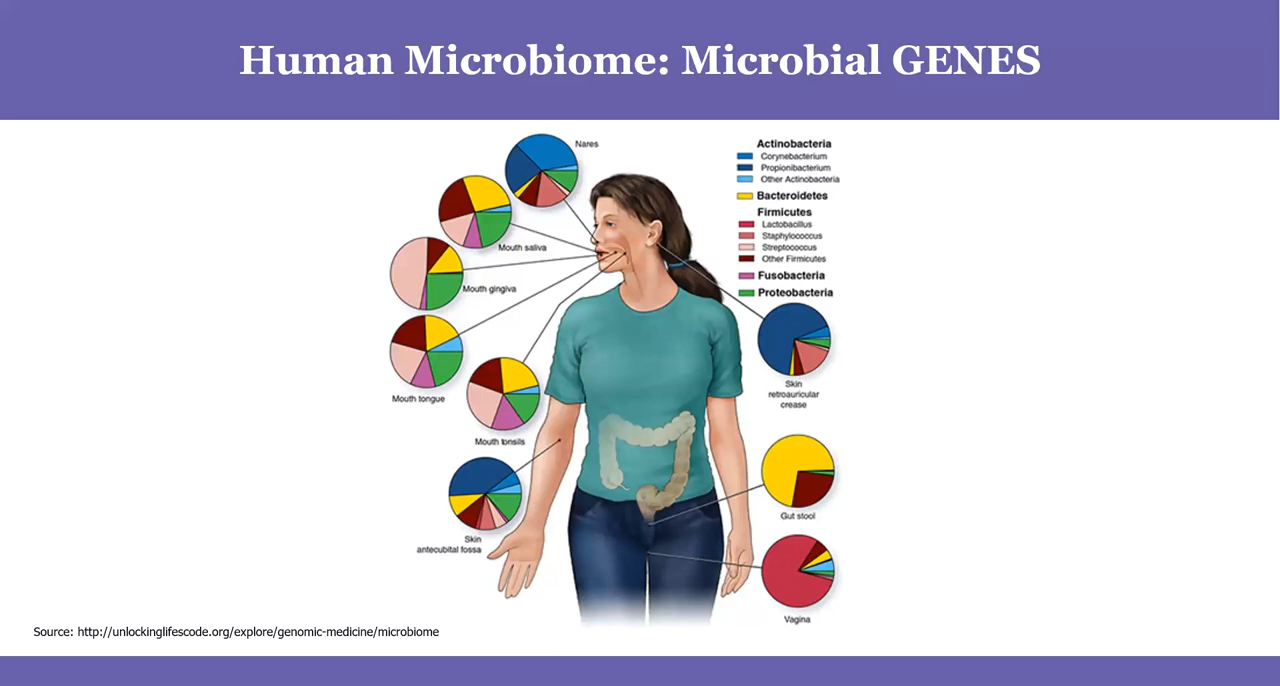 Human Microbiome: Microbial GENES
Nares
Mouth saliva
Mouth gingiva
Mouth tongue
Mouth tonsils
Skin
antecubital fossa
Actinobacteria
Corynebacterium
Propionibacterium
Other Actinobacteria
Bacteroidetes
Firmicutes
Lactobacillus
Staphylococcus
Streptococcus
Other Firmicutes
Fusobacteria
Proteobacteria
Skin
retroauricular
crease
Gut stool
Vagina
Source: http://unlockinglifescode.org/explore/genomic-medicine/microbiome